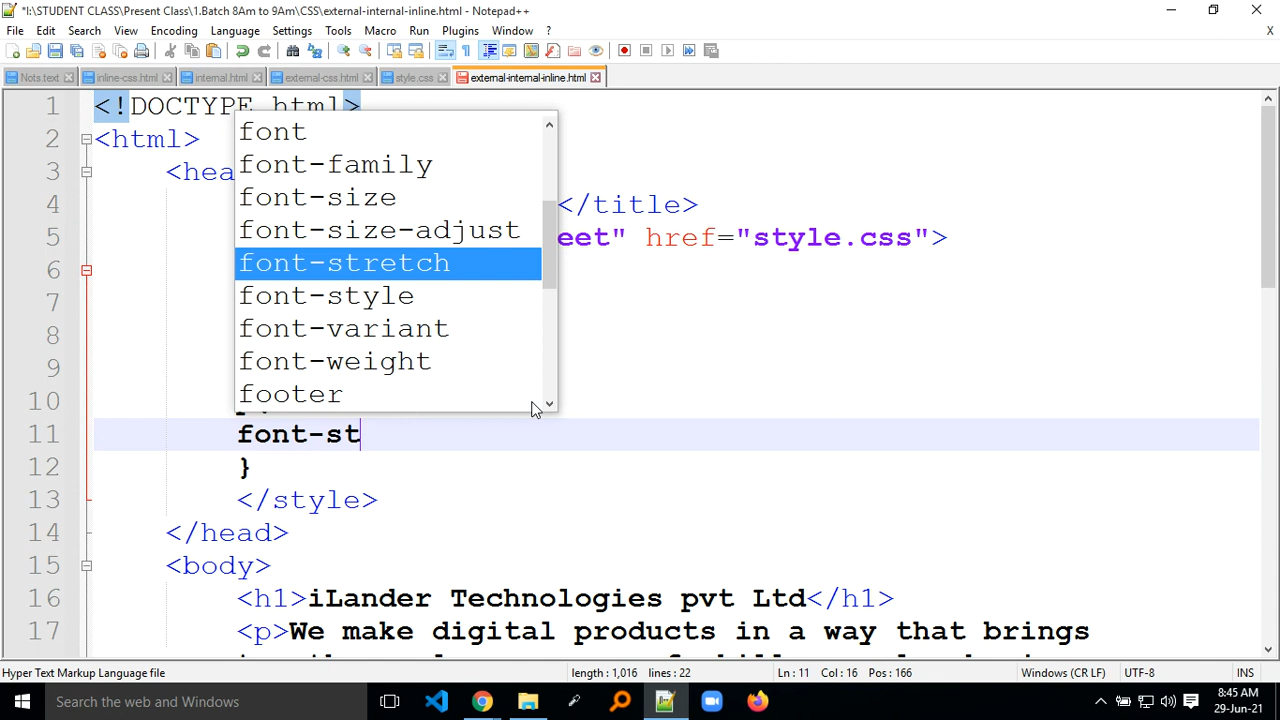 *I:\STUDENT CLASS\Present Class\1.Batch 8Am to 9Am\CSS\external-internal-inline.html - Notepad++
File Edit Search View Encoding Language Settings Tools Macro Run Plugins Window ? X
Nots.text inline-css.html internal.html external-css.html style.css external-internal-inline.html
1 <!DOCTYPE html>
2 <html>
3 <hea
4 </title>
5 eet" href="style.css">
6
7
8
9
10
11 font-st
12 }
13 </style>
14 </head>
15 <body>
16 <h1>iLander Technologies pvt Ltd</h1>
17 <p>We make digital products in a way that brings
font
font-family
font-size
font-size-adjust
font-stretch
font-style
font-variant
font-weight
footer
Hyper Text Markup Language file length : 1,016 lines : 22 Ln : 11 Col : 16 Pos : 166 Windows (CR LF) UTF-8 INS
Search the Web and Windows
8:45 AM
29-Jun-21